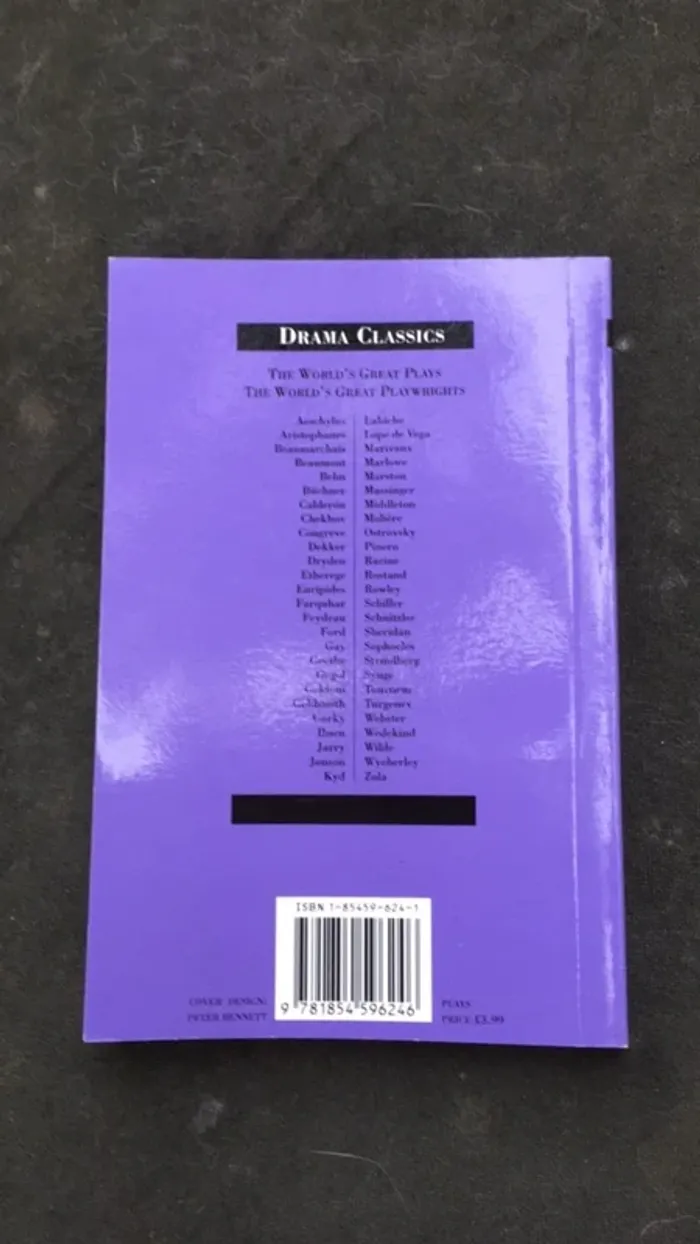 DRAMA CLASSICS
THE WORLD'S GREAT PLAYS
THE WORLD'S GREAT PLAYWRIGHTS
Aeschylus
Aristophanes
Beaumarchais
Beaumont
Behn
Büchner
Calderón
Chekhov
Congreve
Dekker
Dryden
Etherege
Euripides
Farquhar
Feydeau
Ford
Gay
Goethe
Gogol
Goldoni
Goldsmith
Gorky
Ibsen
Jarry
Jonson
Kyd
Labiche
Lope de Vega
Marivaux
Marlowe
Marston
Massinger
Middleton
Molière
Ostrovsky
Pinero
Racine
Rostand
Rowley
Schiller
Schnitzler
Sheridan
Sophocles
Strindberg
Synge
Tourneur
Turgenev
Webster
Wedekind
Wilde
Wycherley
Zola
ISBN 1-85459-624-1
9 781854 596246
COVER DESIGN:
PETER BENNETT
PLAYS
PRICE £3.99